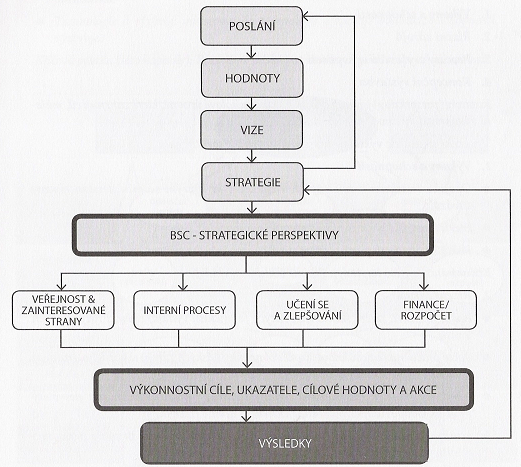 POSLÁNÍ
HODNOTY
VIZE
STRATEGIE
BSC - STRATEGICKÉ PERSPEKTIVY
VEŘEJNOST &
ZAINTERESOVANÉ
STRANY
INTERNÍ PROCESY
UČENÍ SE
A ZLEPŠOVÁNÍ
FINANCE/
ROZPOČET
VÝKONNOSTNÍ CÍLE, UKAZATELE, CÍLOVÉ HODNOTY A AKCE
VÝSLEDKY